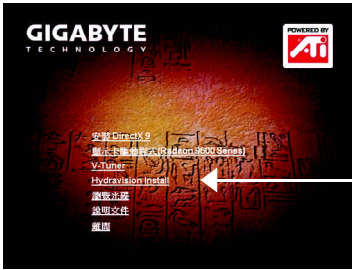 GIGABYTE
TECHNOLOGY
POWERED BY
ATi
安裝 DirectX 9
顯示卡驅動程式(Radeon 9600 Series)
V-Tuner
Hydravision Install
瀏覽光碟
說明文件
離開